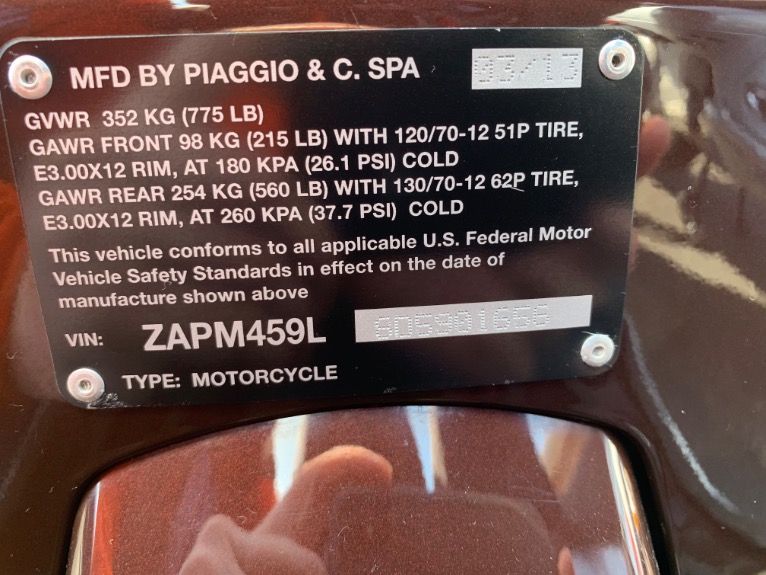 MFD BY PIAGGIO & C. SPA 03/13
GVWR 352 KG (775 LB)
GAWR FRONT 98 KG (215 LB) WITH 120/70-12 51P TIRE,
E3.00X12 RIM, AT 180 KPA (26.1 PSI) COLD
GAWR REAR 254 KG (560 LB) WITH 130/70-12 62P TIRE,
E3.00X12 RIM, AT 260 KPA (37.7 PSI) COLD
This vehicle conforms to all applicable U.S. Federal Motor
Vehicle Safety Standards in effect on the date of
manufacture shown above
VIN: ZAPM459L 8D5901656
TYPE: MOTORCYCLE